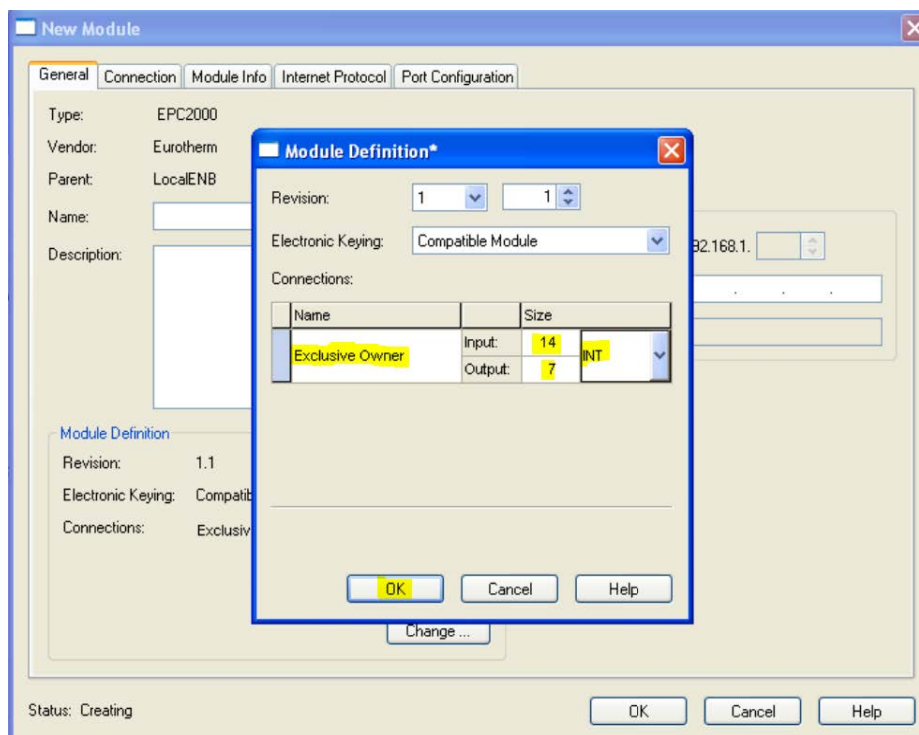 New Module
General Connection Module Info Internet Protocol Port Configuration
Type: EPC2000
Vendor: Eurotherm
Parent: LocalENB
Name:
Description:
Module Definition*
Revision: 1 1
Electronic Keying: Compatible Module
Connections:
Name Size
Exclusive Owner Input: 14 INT
Output: 7
OK Cancel Help
92.168.1.
. . .
Module Definition
Revision: 1.1
Electronic Keying: Compatib
Connections: Exclusiv
Change ...
Status: Creating
OK Cancel Help